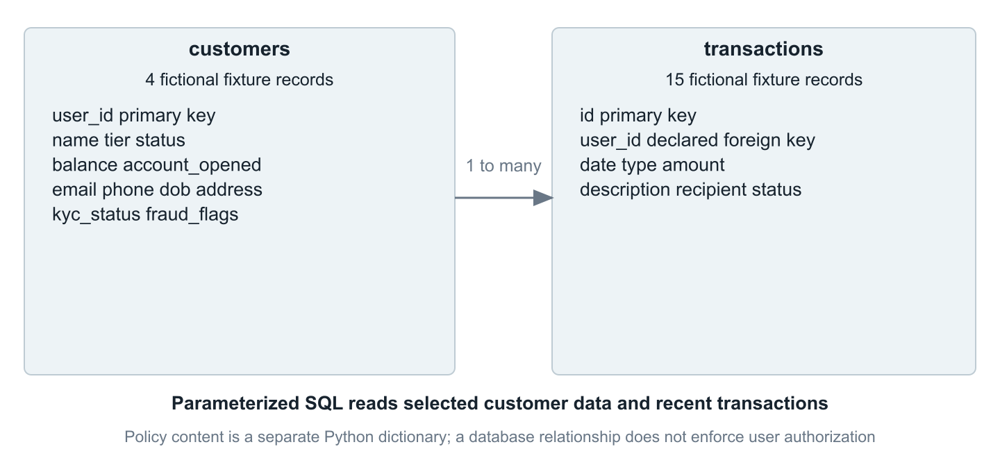 customers
4 fictional fixture records
user_id primary key
name tier status
balance account_opened
email phone dob address
kyc_status fraud_flags
1 to many
transactions
15 fictional fixture records
id primary key
user_id declared foreign key
date type amount
description recipient status
Parameterized SQL reads selected customer data and recent transactions
Policy content is a separate Python dictionary; a database relationship does not enforce user authorization